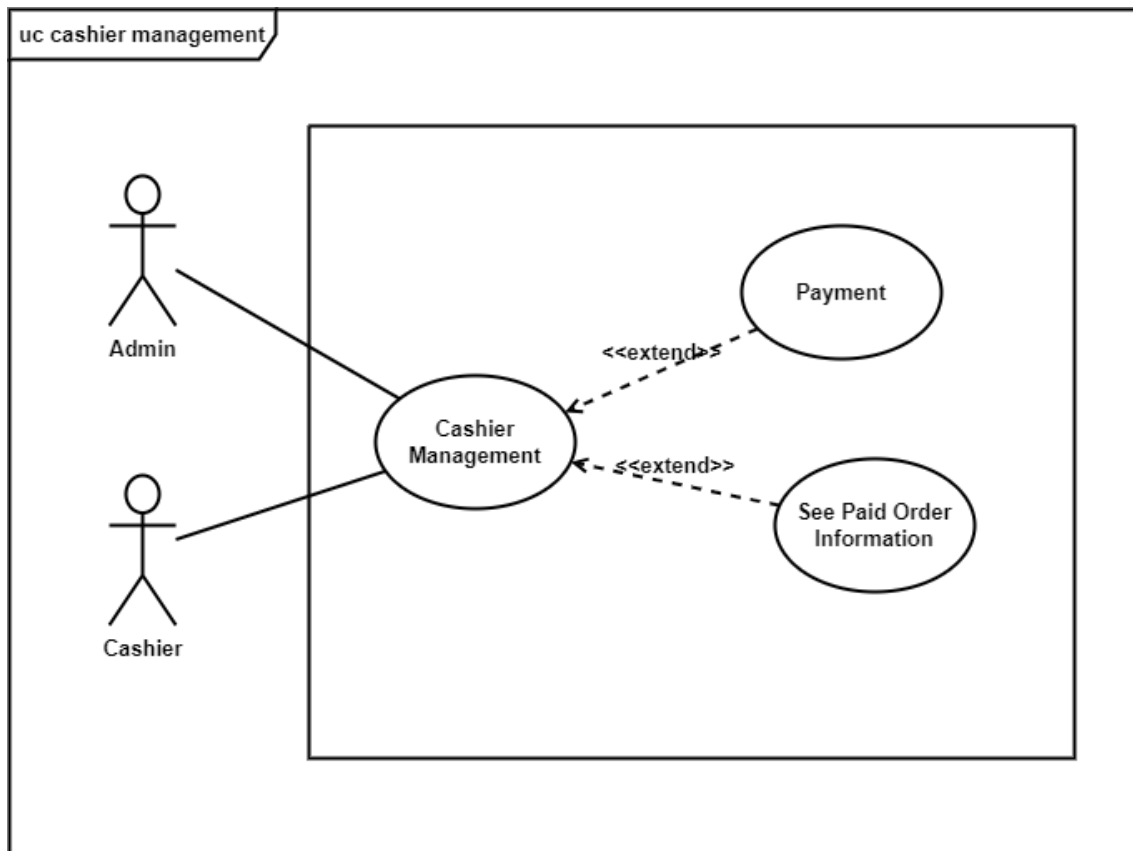 uc cashier management
Admin
Payment
<<extend>>
Cashier
Management
<<extend>>
See Paid Order
Information
Cashier